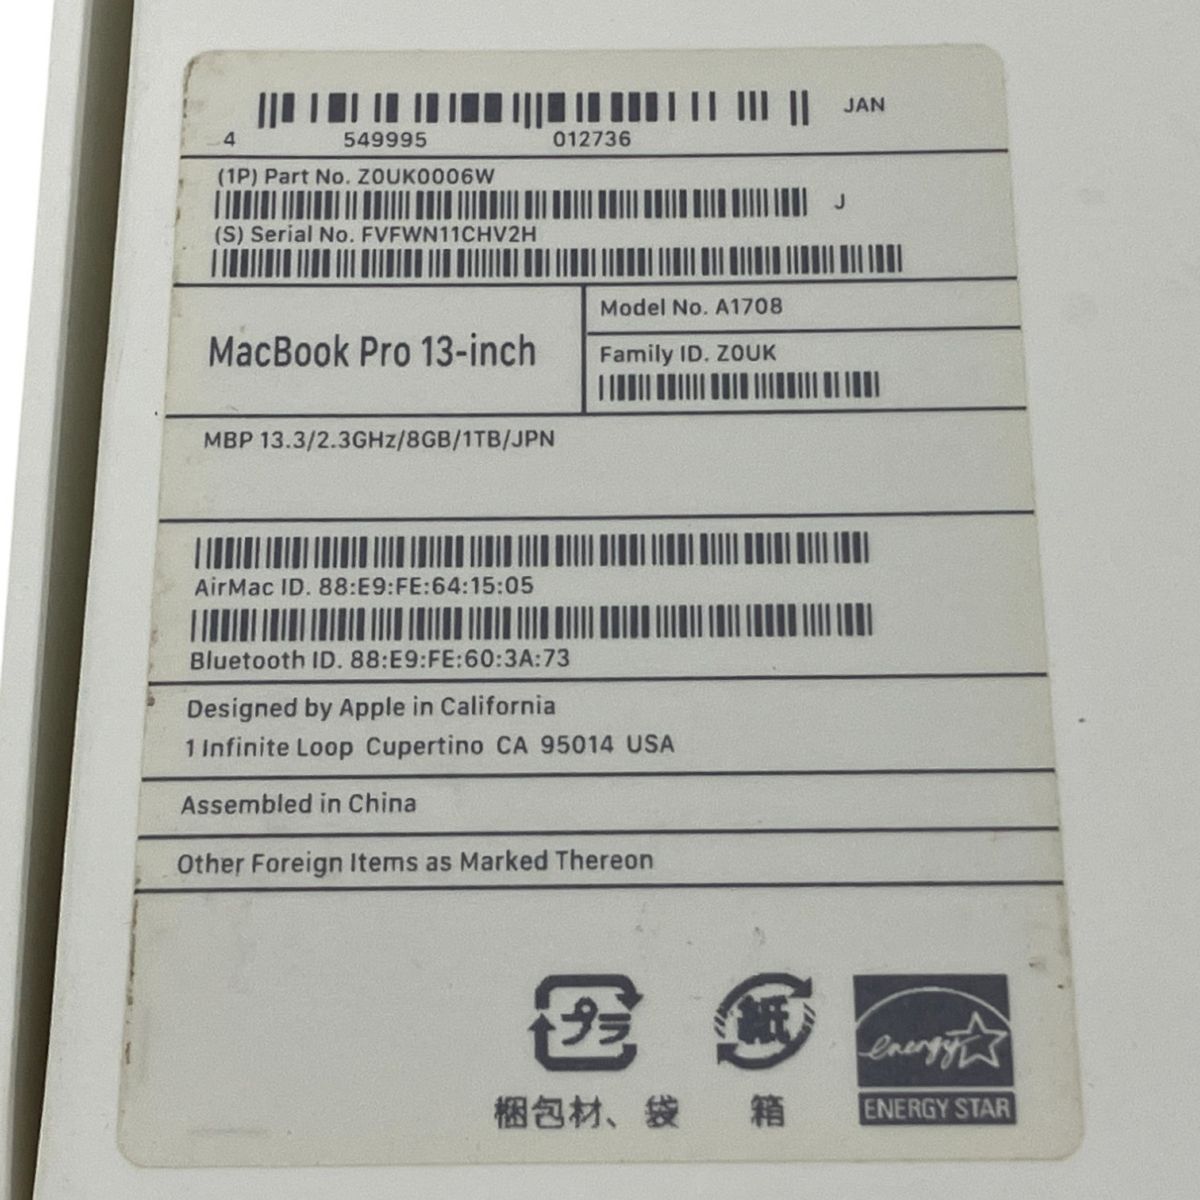 JAN
4 549995 012736
(1P) Part No. Z0UK0006W
J
(S) Serial No. FVFWN11CHV2H
MacBook Pro 13-inch
Model No. A1708
Family ID. Z0UK
MBP 13.3/2.3GHz/8GB/1TB/JPN
AirMac ID. 88:E9:FE:64:15:05
Bluetooth ID. 88:E9:FE:60:3A:73
Designed by Apple in California
1 Infinite Loop Cupertino CA 95014 USA
Assembled in China
Other Foreign Items as Marked Thereon
プラ
紙
energy
梱包材、袋
箱
ENERGY STAR